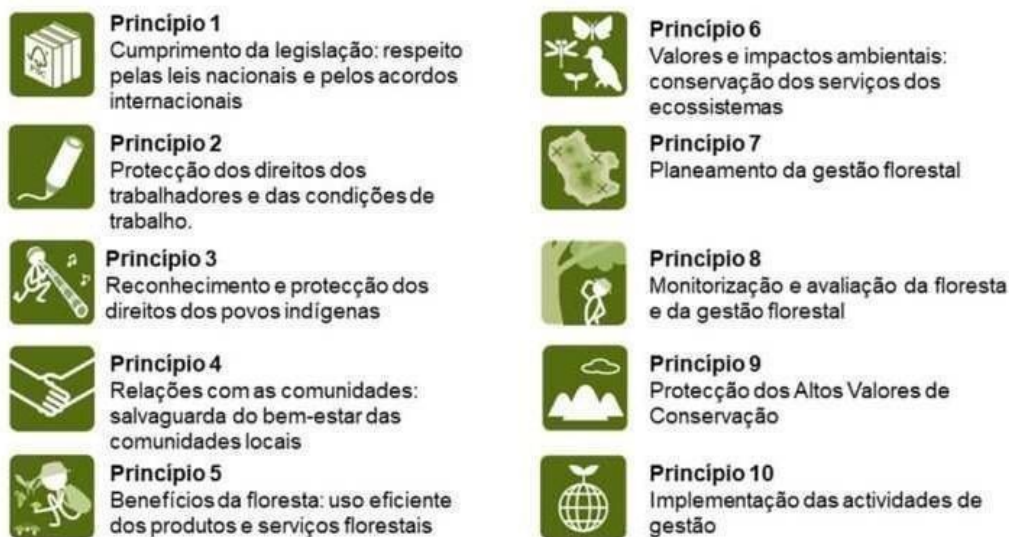 Princípio 1
Cumprimento da legislação: respeito
pelas leis nacionais e pelos acordos
internacionais
Princípio 2
Protecção dos direitos dos
trabalhadores e das condições de
trabalho.
Princípio 3
Reconhecimento e protecção dos
direitos dos povos indígenas
Princípio 4
Relações com as comunidades:
salvaguarda do bem-estar das
comunidades locais
Princípio 5
Benefícios da floresta: uso eficiente
dos produtos e serviços florestais
Princípio 6
Valores e impactos ambientais:
conservação dos serviços dos
ecossistemas
Princípio 7
Planeamento da gestão florestal
Princípio 8
Monitorização e avaliação da floresta
e da gestão florestal
Princípio 9
Protecção dos Altos Valores de
Conservação
Princípio 10
Implementação das actividades de
gestão